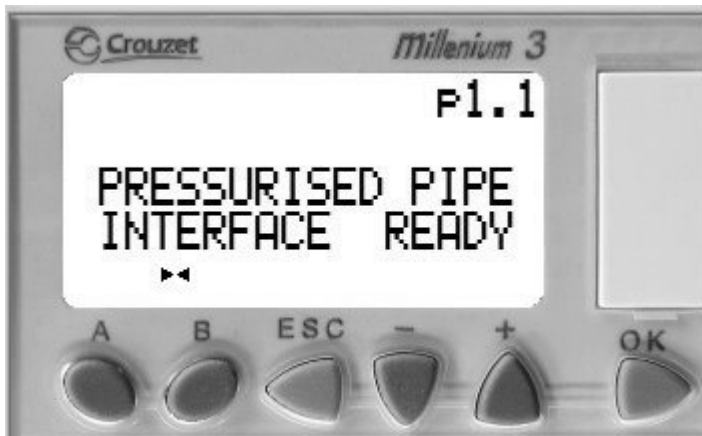 Crouzet
Millenium 3
P1.1
PRESSURISED PIPE
INTERFACE READY
A B ESC - + OK